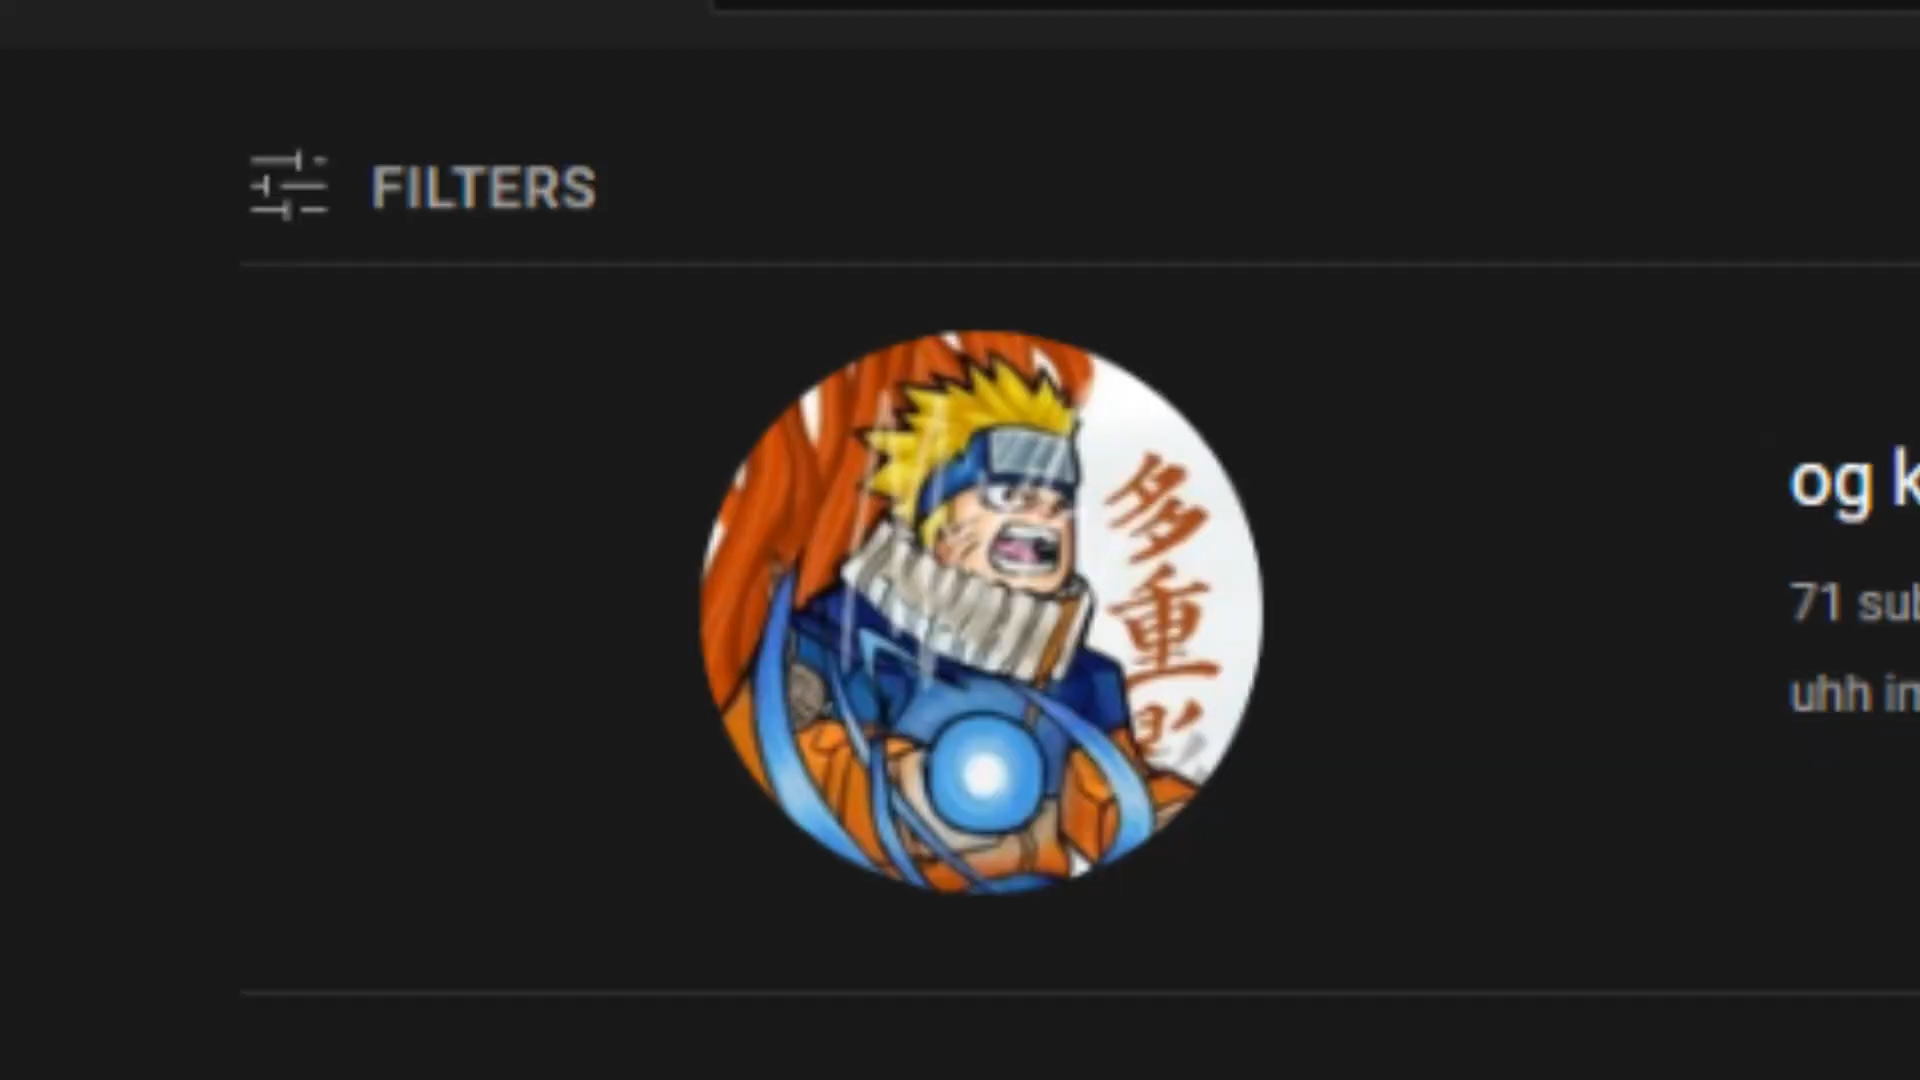 FILTERS
多
重
影
og k
71 sub
uhh in